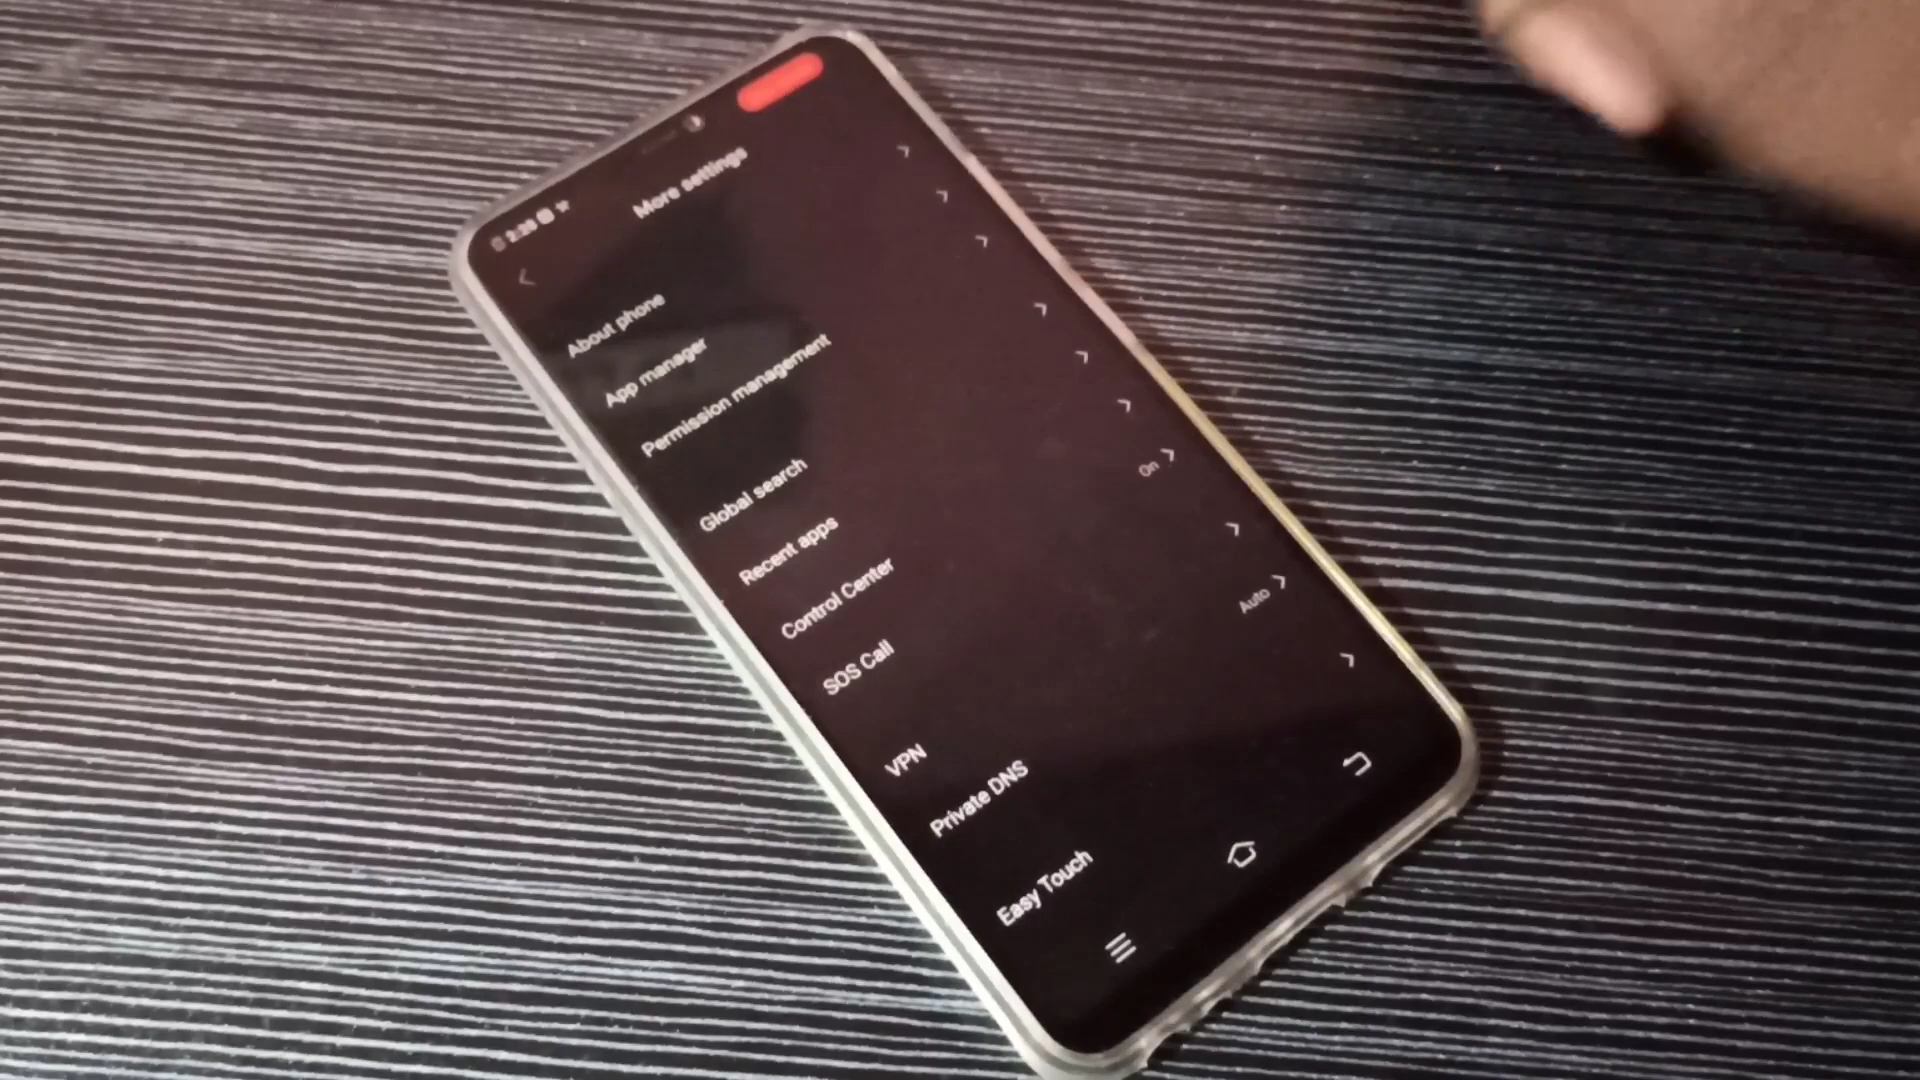 More settings
About phone
App manager
Permission management
Global search
Recent apps
Control Center
SOS Call
On
VPN
Private DNS
Auto
Easy Touch